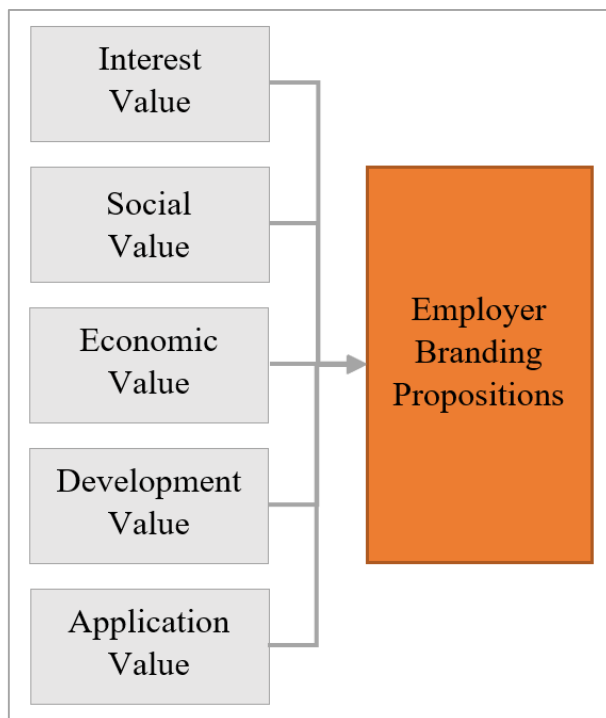 Interest
Value
Social
Value
Economic
Value
Development
Value
Application
Value
Employer
Branding
Propositions